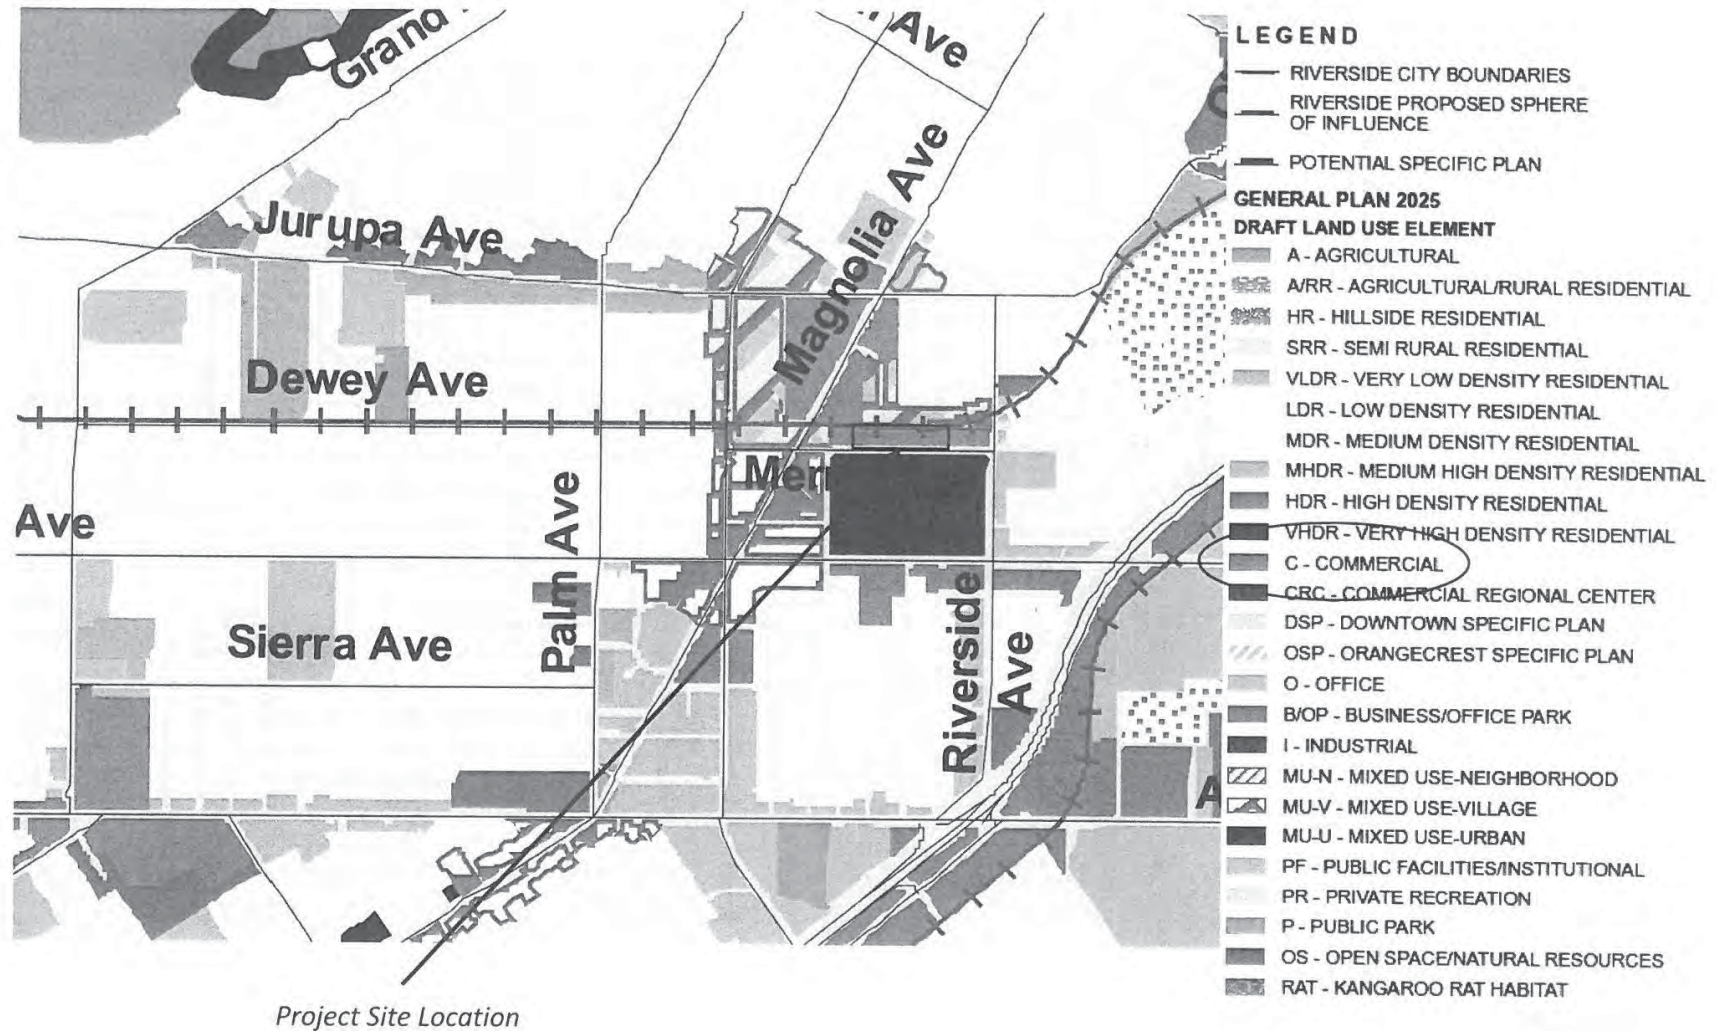 Grand
Ave
Magnolia Ave
Jurupa Ave
Dewey Ave
Palm Ave
Ave
Sierra Ave
Riverside
Ave
A
Project Site Location
LEGEND
RIVERSIDE CITY BOUNDARIES
RIVERSIDE PROPOSED SPHERE
OF INFLUENCE
POTENTIAL SPECIFIC PLAN
GENERAL PLAN 2025
DRAFT LAND USE ELEMENT
A - AGRICULTURAL
A/RR - AGRICULTURAL/RURAL RESIDENTIAL
HR - HILLSIDE RESIDENTIAL
SRR - SEMI RURAL RESIDENTIAL
VLDR - VERY LOW DENSITY RESIDENTIAL
LDR - LOW DENSITY RESIDENTIAL
MDR - MEDIUM DENSITY RESIDENTIAL
MHDR - MEDIUM HIGH DENSITY RESIDENTIAL
HDR - HIGH DENSITY RESIDENTIAL
VHDR - VERY HIGH DENSITY RESIDENTIAL
C - COMMERCIAL
CRC - COMMERCIAL REGIONAL CENTER
DSP - DOWNTOWN SPECIFIC PLAN
OSP - ORANGECREST SPECIFIC PLAN
O - OFFICE
B/OP - BUSINESS/OFFICE PARK
I - INDUSTRIAL
MU-N - MIXED USE-NEIGHBORHOOD
MU-V - MIXED USE-VILLAGE
MU-U - MIXED USE-URBAN
PF - PUBLIC FACILITIES/INSTITUTIONAL
PR - PRIVATE RECREATION
P - PUBLIC PARK
OS - OPEN SPACE/NATURAL RESOURCES
RAT - KANGAROO RAT HABITAT